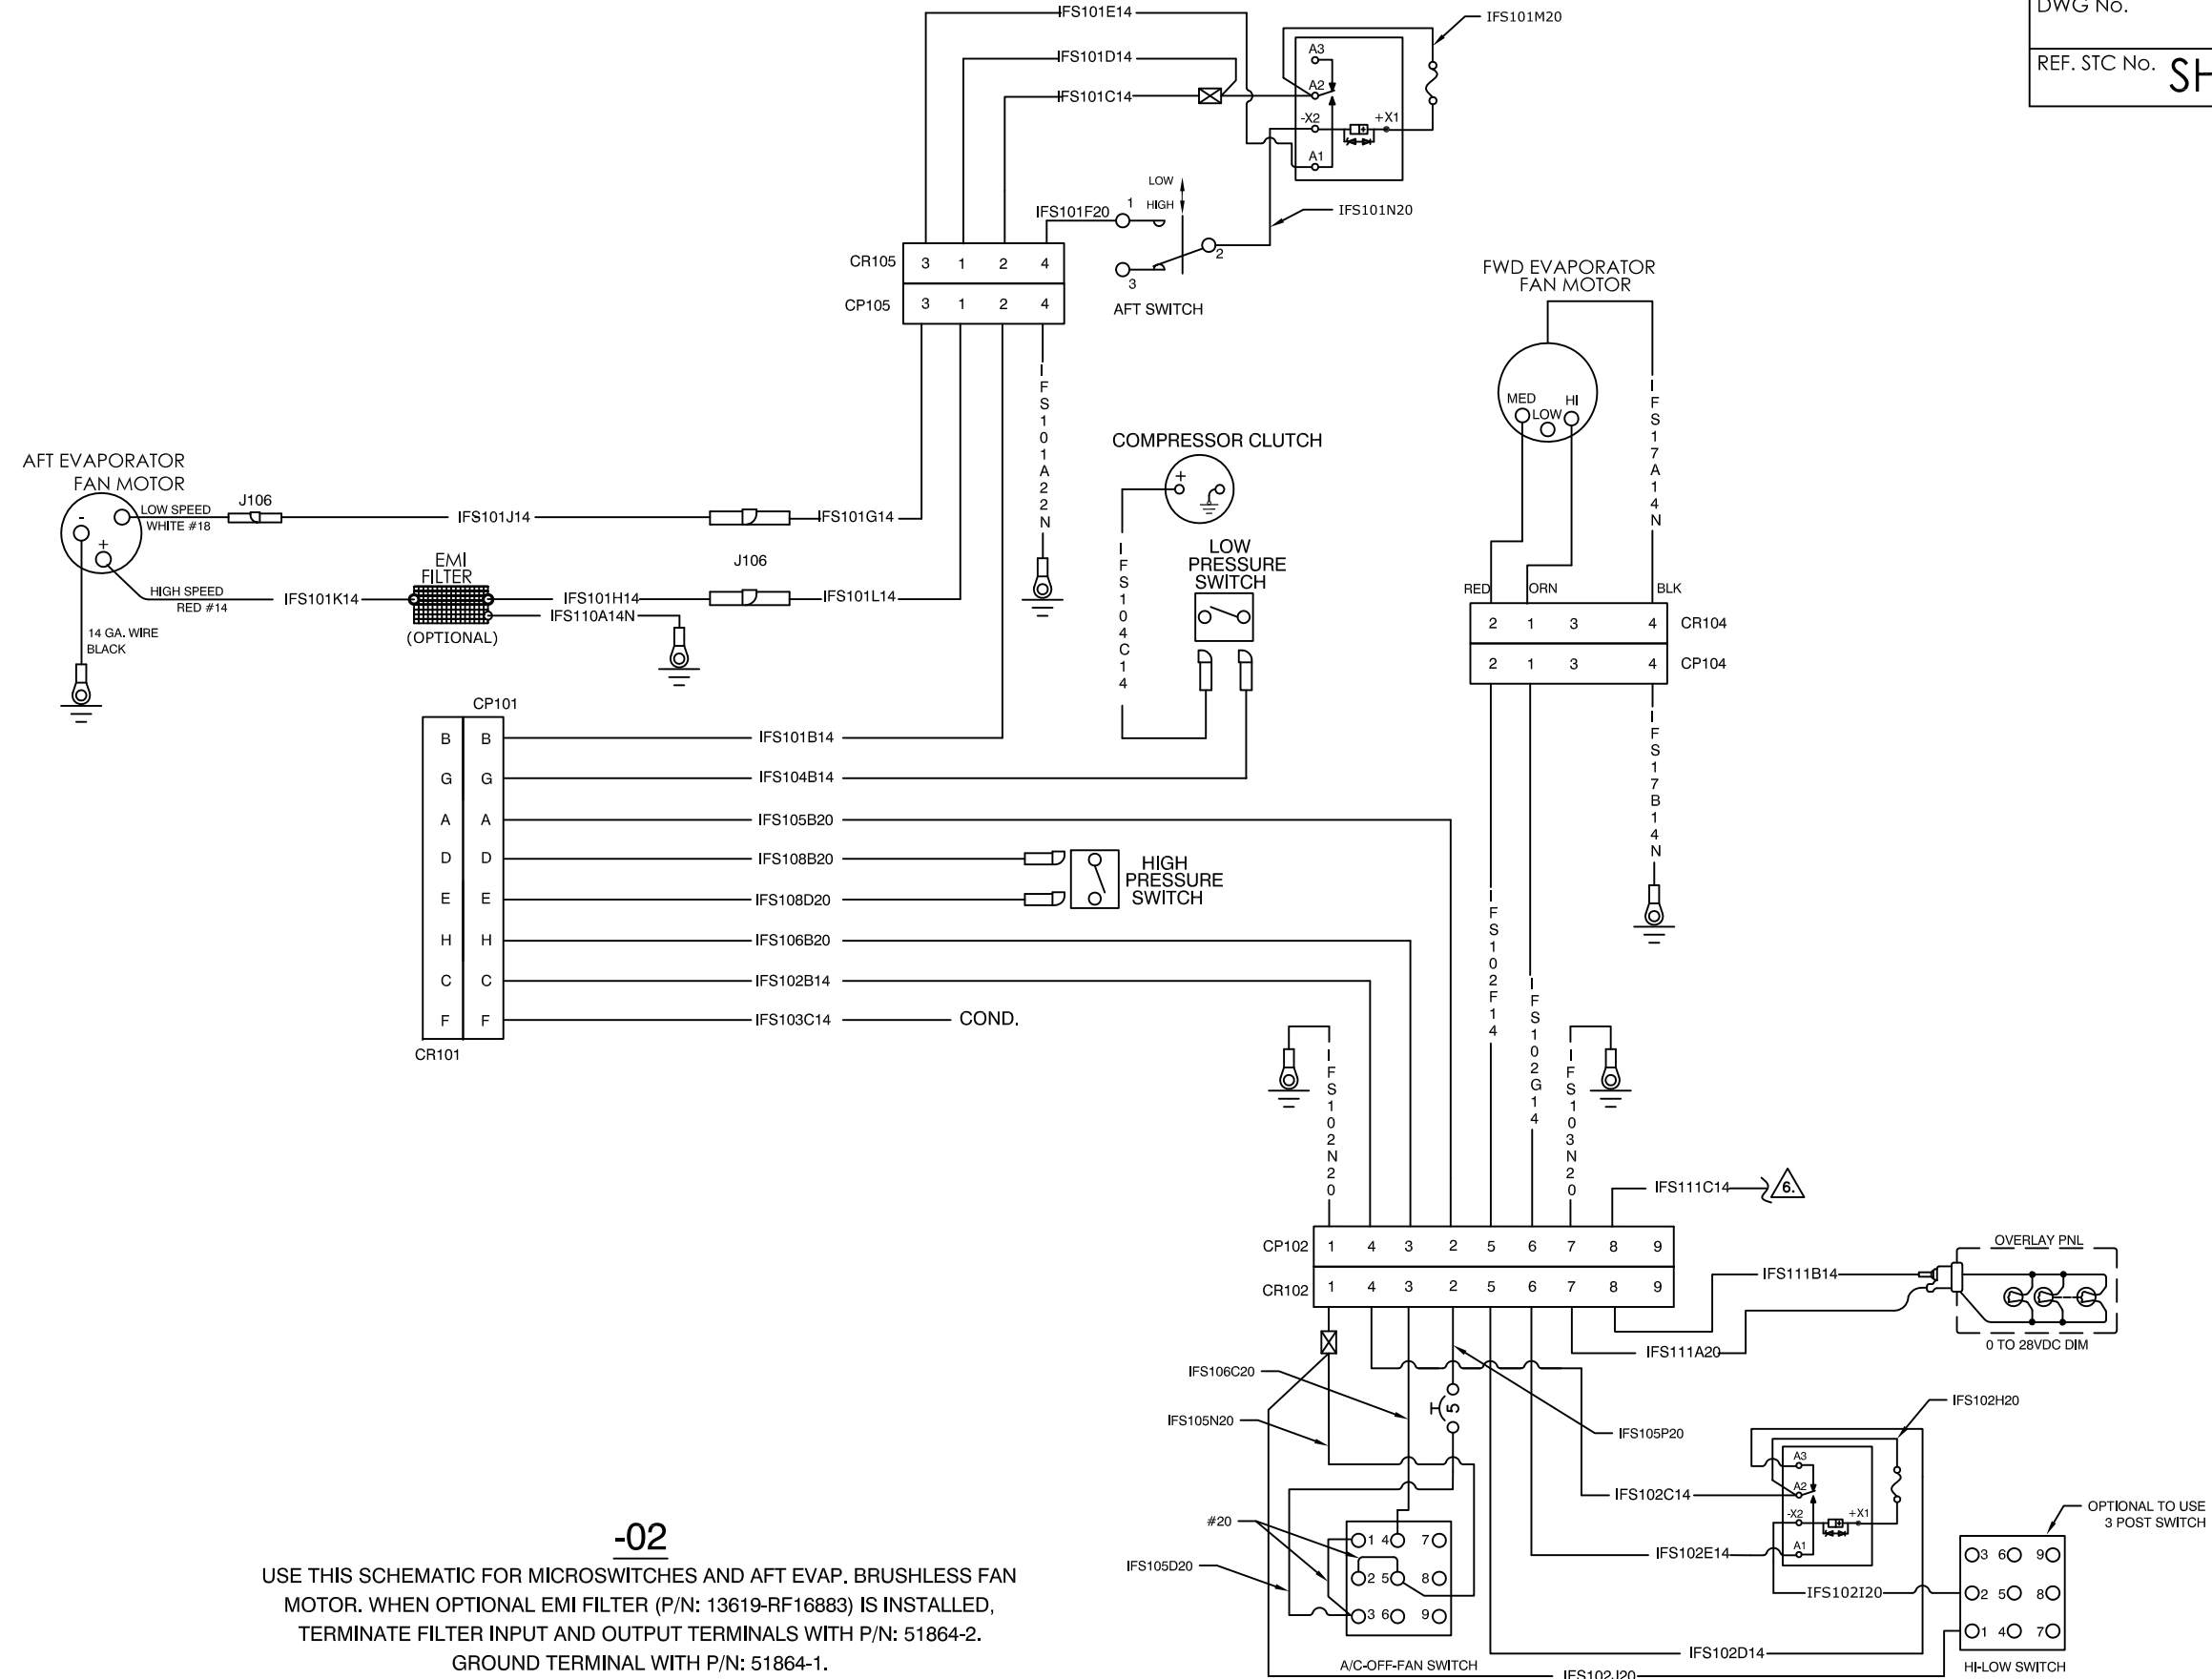 DWG No.
REF. STC No. SH
IFS101E14
IFS101M20
IFS101D14
IFS101C14
A3
A2
-X2
+X1
A1
LOW
HIGH
IFS101F20
1
2
3
IFS101N20
AFT SWITCH
CR105 3 1 2 4
CP105 3 1 2 4
IFS101A22N
FWD EVAPORATOR
FAN MOTOR
MED
LOW
HI
IFS17A14N
RED
ORN
BLK
2 1 3 4 CR104
2 1 3 4 CP104
IFS17B14N
COMPRESSOR CLUTCH
+
IFS104C14
LOW
PRESSURE
SWITCH
AFT EVAPORATOR
FAN MOTOR
-
+
LOW SPEED
WHITE #18
J106
IFS101J14
IFS101G14
EMI
FILTER
J106
HIGH SPEED
RED #14
IFS101K14
IFS101H14
IFS101L14
IFS110A14N
(OPTIONAL)
14 GA. WIRE
BLACK
CP101
B B IFS101B14
G G IFS104B14
A A IFS105B20
D D IFS108B20
E E IFS108D20
H H IFS106B20
C C IFS102B14
F F IFS103C14 COND.
CR101
HIGH
PRESSURE
SWITCH
IFS102F14
IFS102G14
IFS102N20
IFS103N20
IFS111C14
6.
CP102 1 4 3 2 5 6 7 8 9
CR102 1 4 3 2 5 6 7 8 9
IFS111B14
OVERLAY PNL
0 TO 28VDC DIM
IFS111A20
IFS106C20
IFS105N20
5
IFS105P20
IFS102H20
A3
A2
-X2
+X1
A1
IFS102C14
IFS102E14
IFS102I20
OPTIONAL TO USE
3 POST SWITCH
#20
IFS105D20
1 4 7
2 5 8
3 6 9
3 6 9
2 5 8
1 4 7
IFS102D14
A/C-OFF-FAN SWITCH
IFS102J20
HI-LOW SWITCH
-02
USE THIS SCHEMATIC FOR MICROSWITCHES AND AFT EVAP. BRUSHLESS FAN
MOTOR. WHEN OPTIONAL EMI FILTER (P/N: 13619-RF16883) IS INSTALLED,
TERMINATE FILTER INPUT AND OUTPUT TERMINALS WITH P/N: 51864-2.
GROUND TERMINAL WITH P/N: 51864-1.